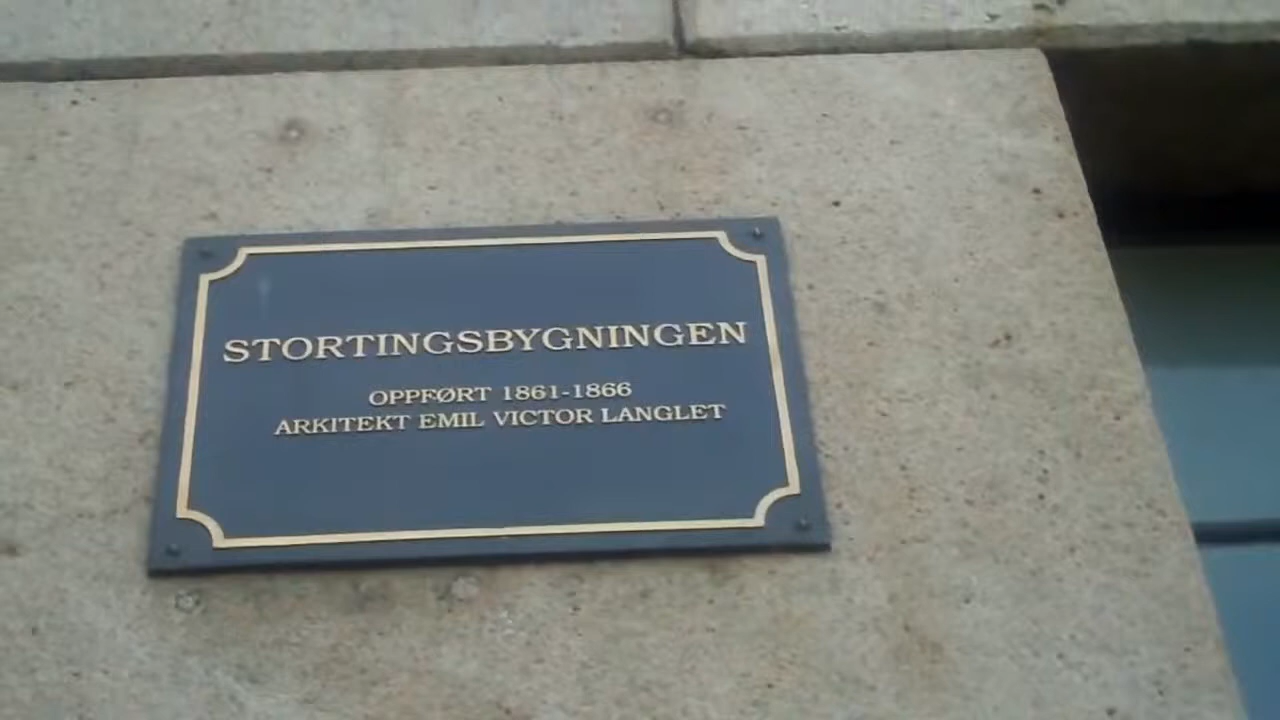 STORTINGSBYGNINGEN
OPPFØRT 1861-1866
ARKITEKT EMIL VICTOR LANGLET